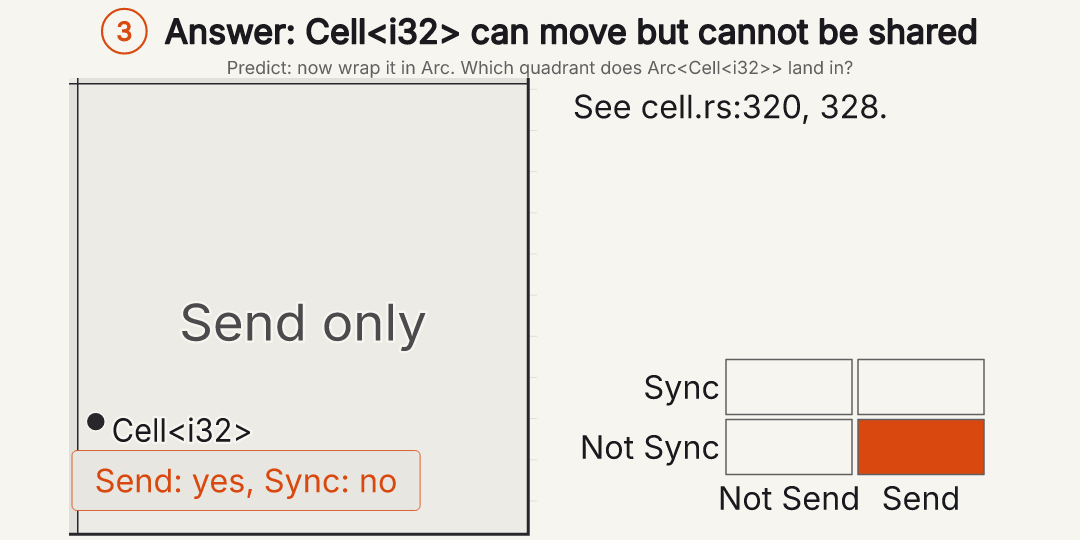 3 Answer: Cell<i32> can move but cannot be shared
Predict: now wrap it in Arc. Which quadrant does Arc<Cell<i32>> land in?
See cell.rs:320, 328.
Send only
Cell<i32>
Send: yes, Sync: no
Sync
Not Sync
Not Send Send